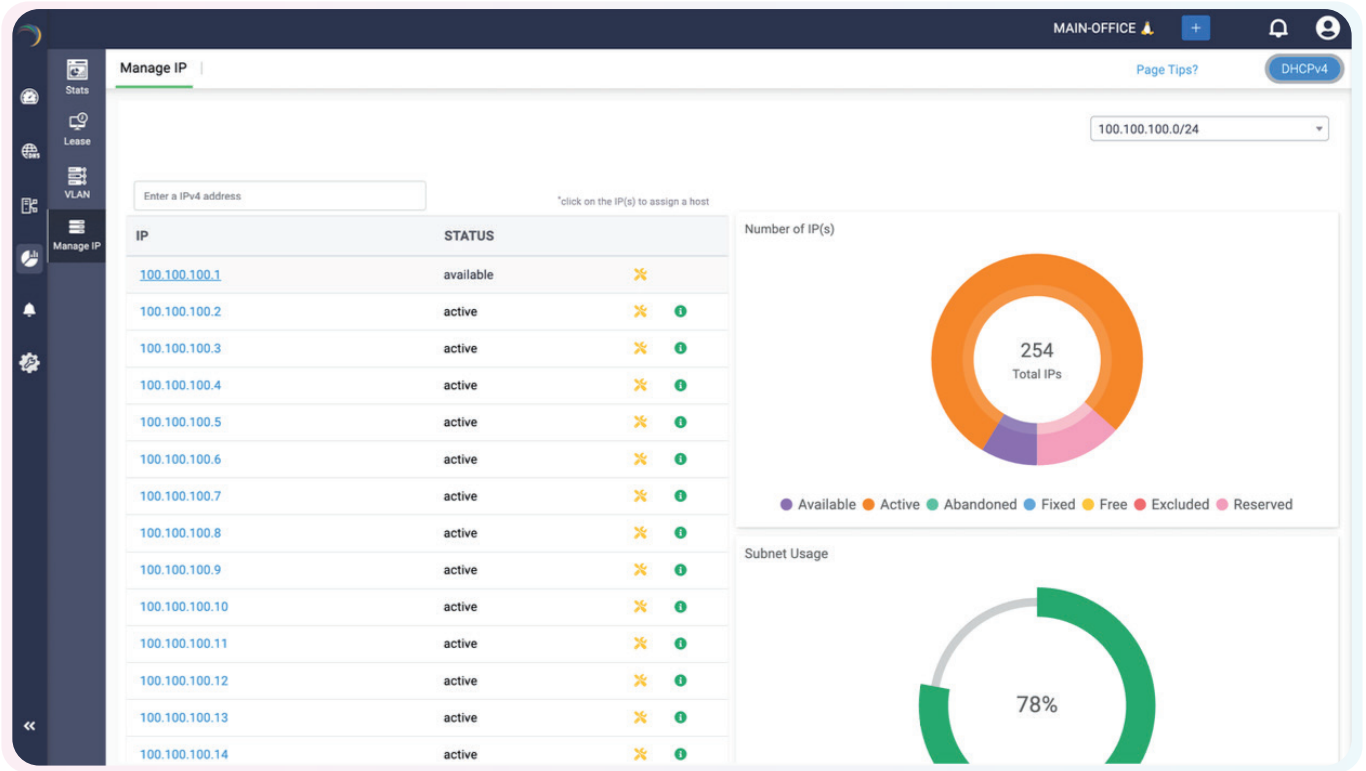 MAIN-OFFICE
+
Stats
Lease
VLAN
Manage IP
DNS
Manage IP
Page Tips?
DHCPv4
100.100.100.0/24
Enter a IPv4 address
*click on the IP(s) to assign a host
IP STATUS
100.100.100.1 available
100.100.100.2 active
100.100.100.3 active
100.100.100.4 active
100.100.100.5 active
100.100.100.6 active
100.100.100.7 active
100.100.100.8 active
100.100.100.9 active
100.100.100.10 active
100.100.100.11 active
100.100.100.12 active
100.100.100.13 active
100.100.100.14 active
Number of IP(s)
254
Total IPs
Available Active Abandoned Fixed Free Excluded Reserved
Subnet Usage
78%